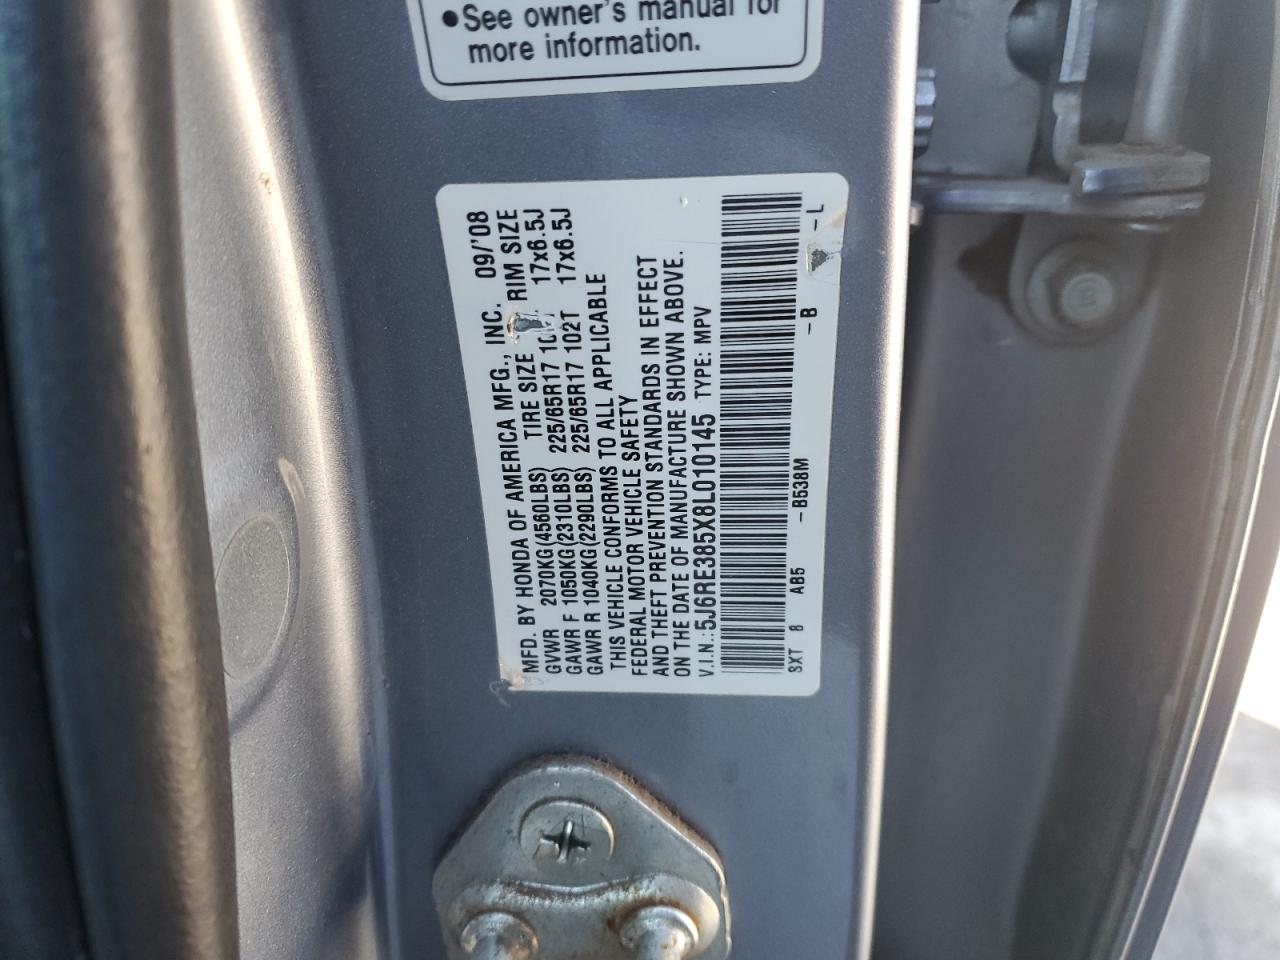 ●See owner's manual for
more information.
MFD. BY HONDA OF AMERICA MFG., INC. 09/'08
GVWR 2070KG(4560LBS) TIRE SIZE RIM SIZE
GAWR F 1050KG(2310LBS) 225/65R17 17x6.5J
GAWR R 1040KG(2290LBS) 225/65R17 102T 17x6.5J
THIS VEHICLE CONFORMS TO ALL APPLICABLE
FEDERAL MOTOR VEHICLE SAFETY
AND THEFT PREVENTION STANDARDS IN EFFECT
ON THE DATE OF MANUFACTURE SHOWN ABOVE.
V.I.N.: 5J6RE385X8L010145 TYPE: MPV
SXT 8 AB5 -B538M -B -L